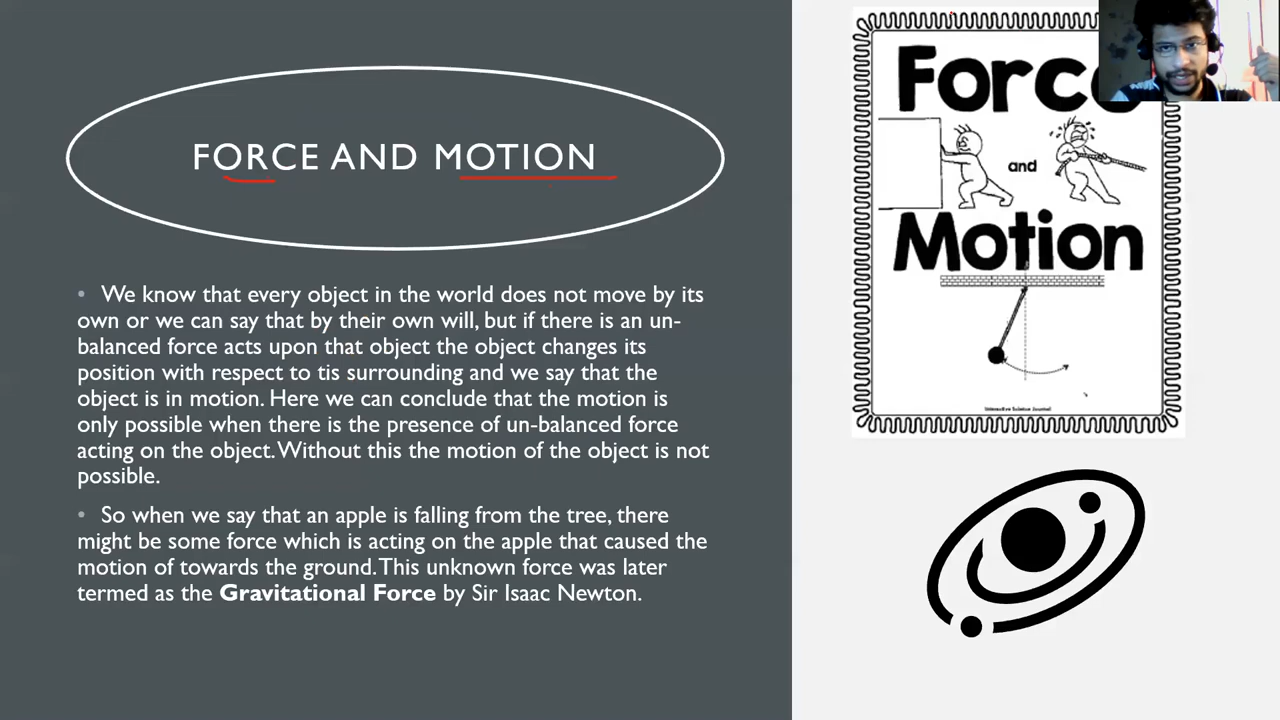 FORCE AND MOTION
• We know that every object in the world does not move by its
own or we can say that by their own will, but if there is an un-
balanced force acts upon that object the object changes its
position with respect to tis surrounding and we say that the
object is in motion. Here we can conclude that the motion is
only possible when there is the presence of un-balanced force
acting on the object. Without this the motion of the object is not
possible.
• So when we say that an apple is falling from the tree, there
might be some force which is acting on the apple that caused the
motion of towards the ground. This unknown force was later
termed as the Gravitational Force by Sir Isaac Newton.
Force
and
Motion
Interactive Science Journal